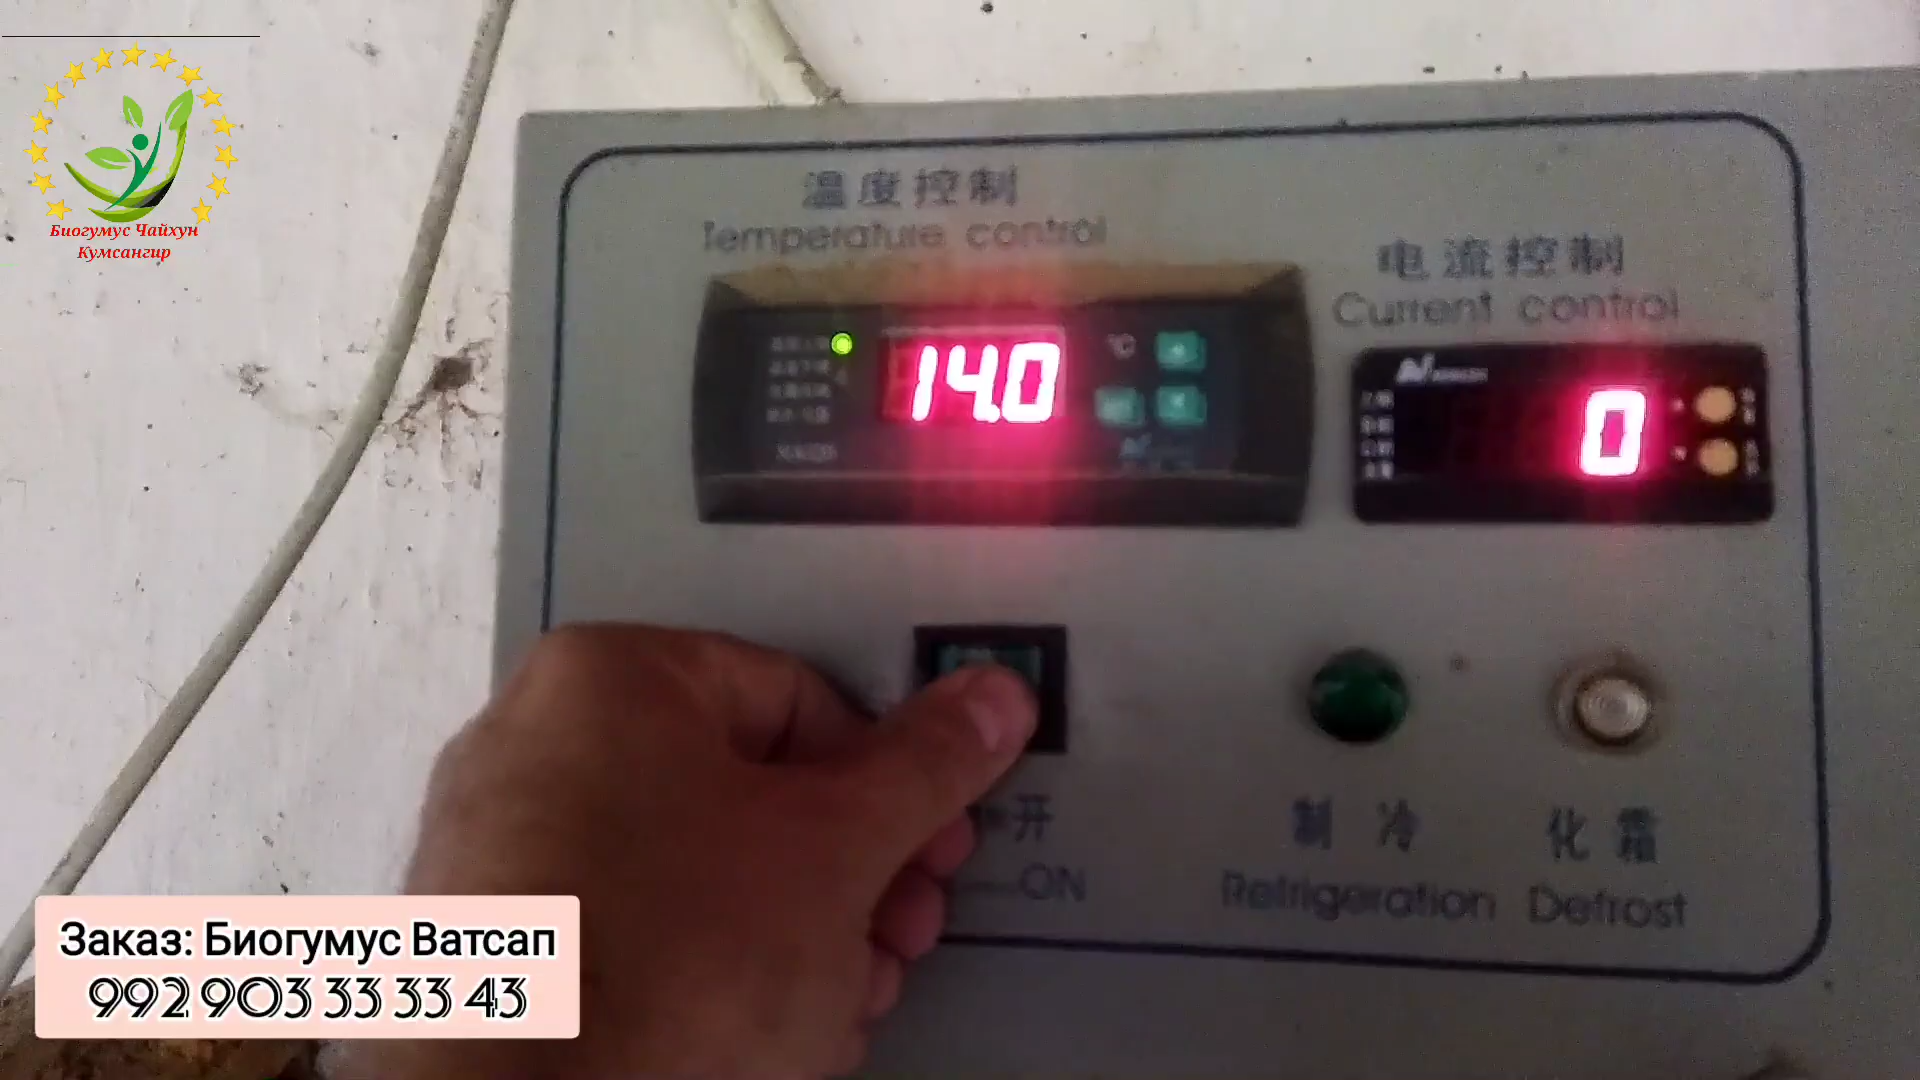 Биогумус Чайхун
Кумсангир
温度控制
Temperature control
电流控制
Current control
14.0
°C
0
开
ON
制冷
Refrigeration
化霜
Defrost
Заказ: Биогумус Ватсап
992 903 33 33 43